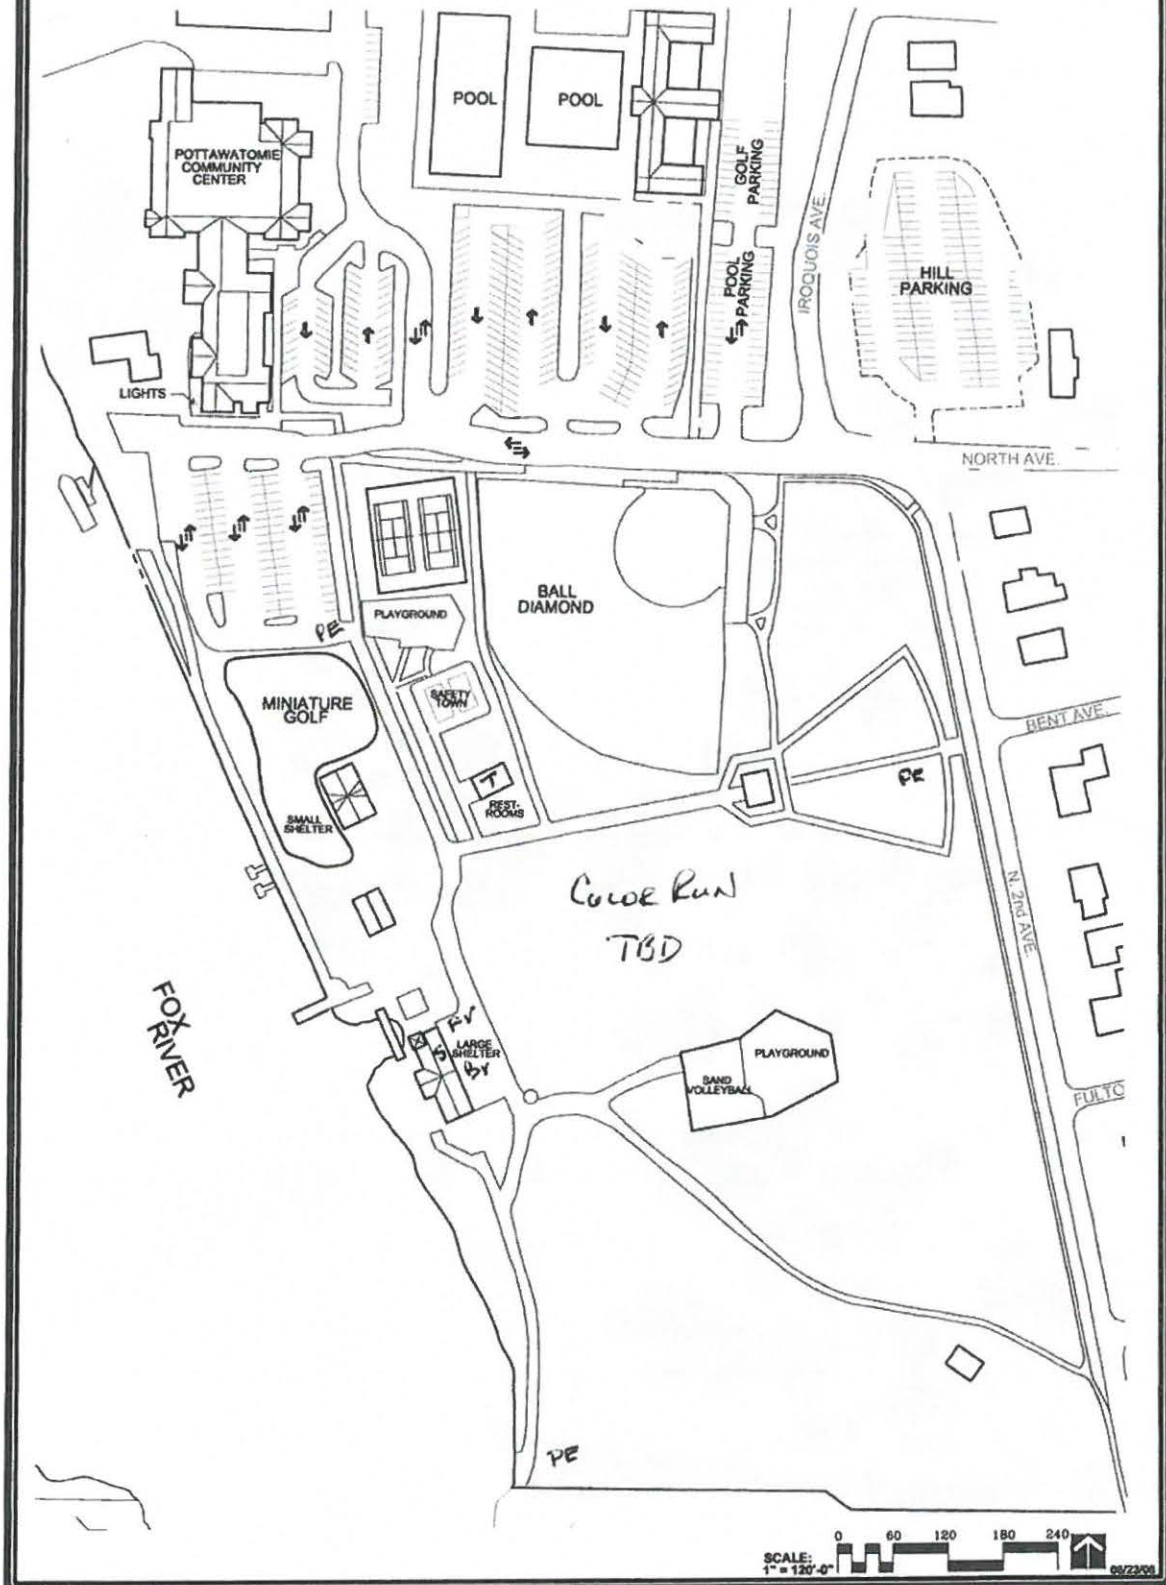 POOL
POOL
POTTAWATOMIE
COMMUNITY
CENTER
GOLF
PARKING
POOL
PARKING
IROQUOIS AVE.
HILL
PARKING
LIGHTS
NORTH AVE.
BALL
DIAMOND
PLAYGROUND
PE
MINIATURE
GOLF
SAFETY
TOWN
BENT AVE.
T
REST-
ROOMS
PE
SMALL
SHELTER
COLOR RUN
TBD
N. 2nd AVE.
FOX
RIVER
FV
LARGE
SHELTER
S
BV
PLAYGROUND
SAND
VOLLEYBALL
FULTO
PE
0 60 120 180 240
SCALE:
1" = 120'-0"